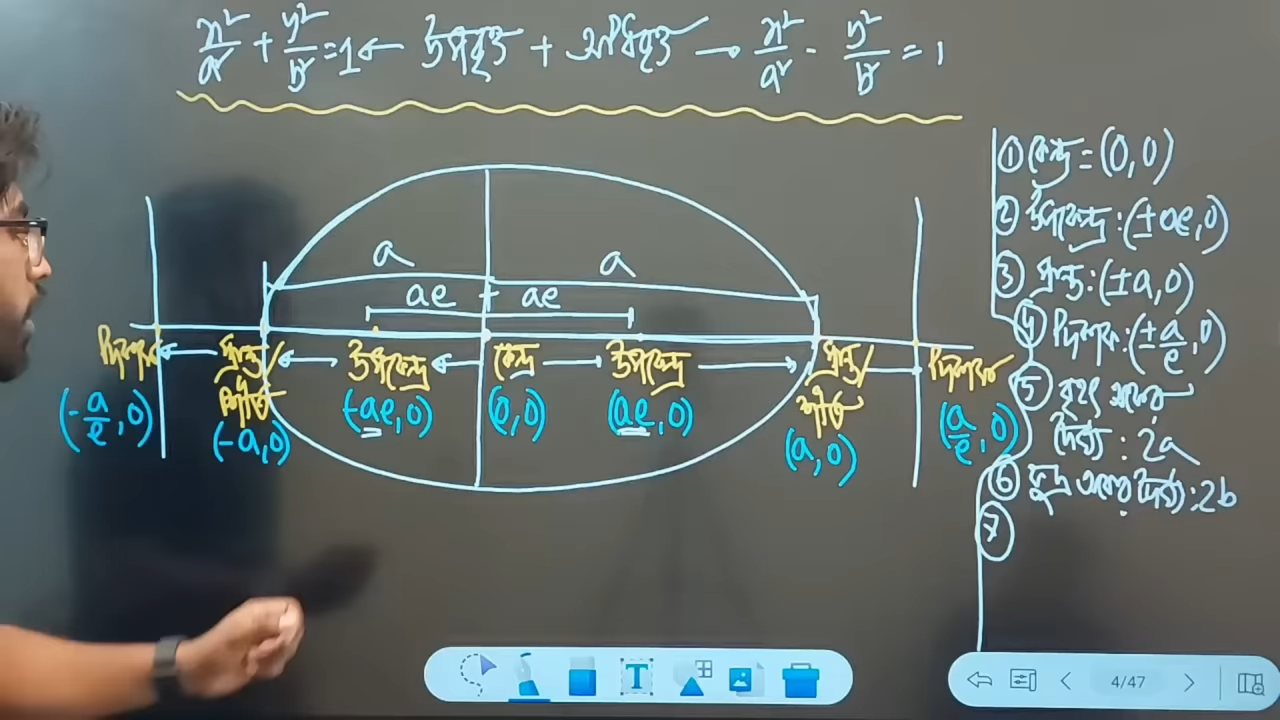 x²/a² + y²/b² = 1 ← উপবৃত্ত + অধিবৃত্ত → x²/a² - y²/b² = 1
a a
ae + ae
উপকেন্দ্র কেন্দ্র উপকেন্দ্র প্রান্ত/
শীর্ষ
(-a/e, 0) (-a, 0) (-ae, 0) (0, 0) (ae, 0) (a, 0) (a/e, 0)
① কেন্দ্র = (0, 0)
② উপকেন্দ্র : (±ae, 0)
③ প্রান্ত : (±a, 0)
④ : (±a/e, 0)
⑤ বৃহৎ অক্ষের
দৈর্ঘ্য : 2a
⑥ ক্ষুদ্র অক্ষের দৈর্ঘ্য : 2b
T
4/47